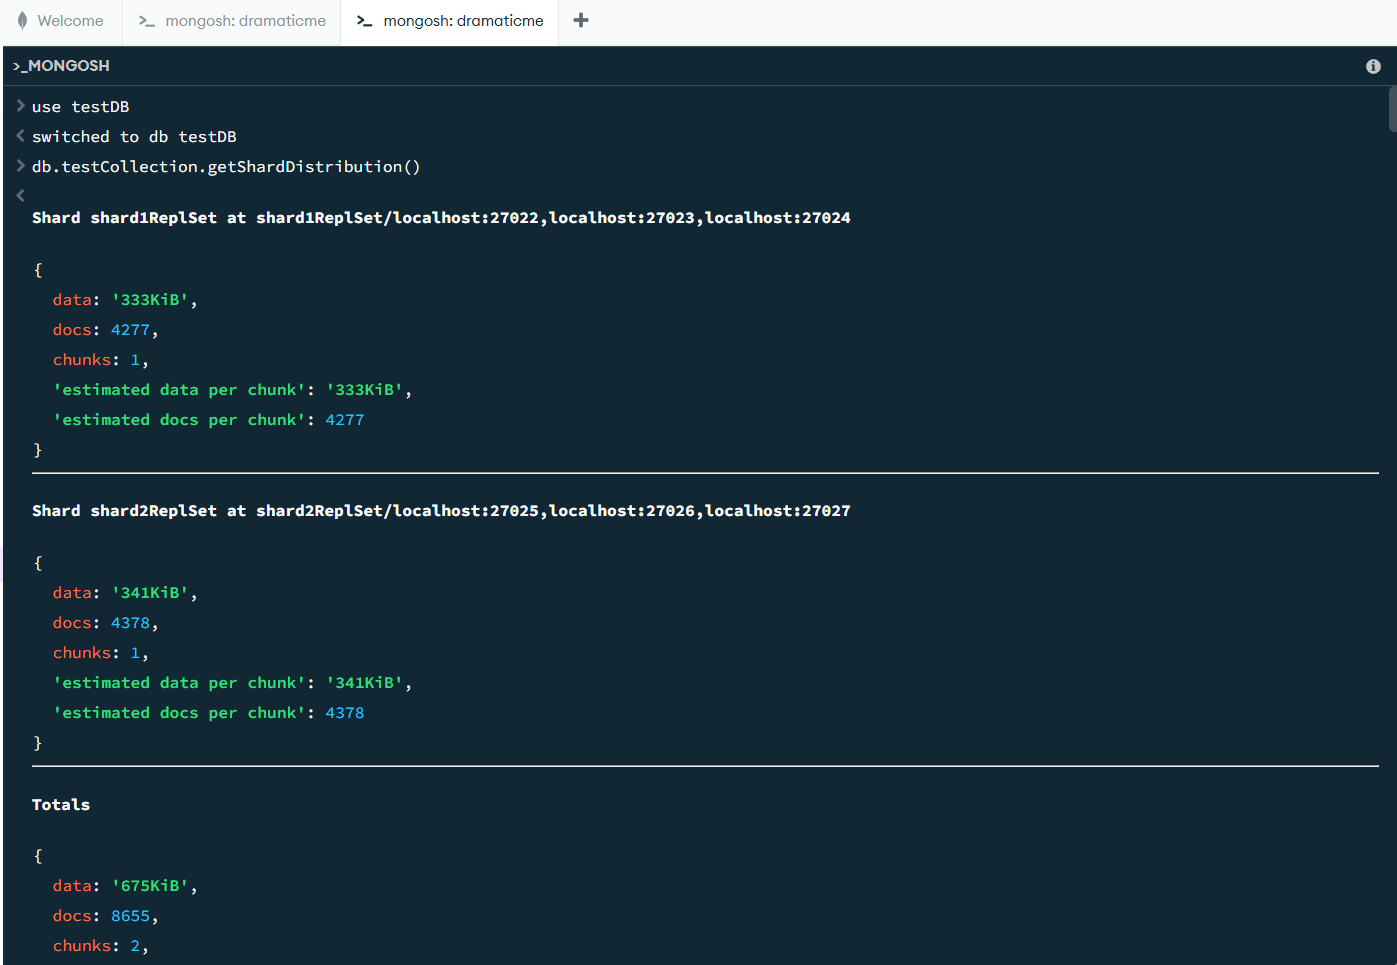 Welcome
>_ mongosh: dramaticme
>_ mongosh: dramaticme
+
>_MONGOSH
> use testDB
< switched to db testDB
> db.testCollection.getShardDistribution()
<
Shard shard1ReplSet at shard1ReplSet/localhost:27022,localhost:27023,localhost:27024
{
  data: '333KiB',
  docs: 4277,
  chunks: 1,
  'estimated data per chunk': '333KiB',
  'estimated docs per chunk': 4277
}
Shard shard2ReplSet at shard2ReplSet/localhost:27025,localhost:27026,localhost:27027
{
  data: '341KiB',
  docs: 4378,
  chunks: 1,
  'estimated data per chunk': '341KiB',
  'estimated docs per chunk': 4378
}
Totals
{
  data: '675KiB',
  docs: 8655,
  chunks: 2,